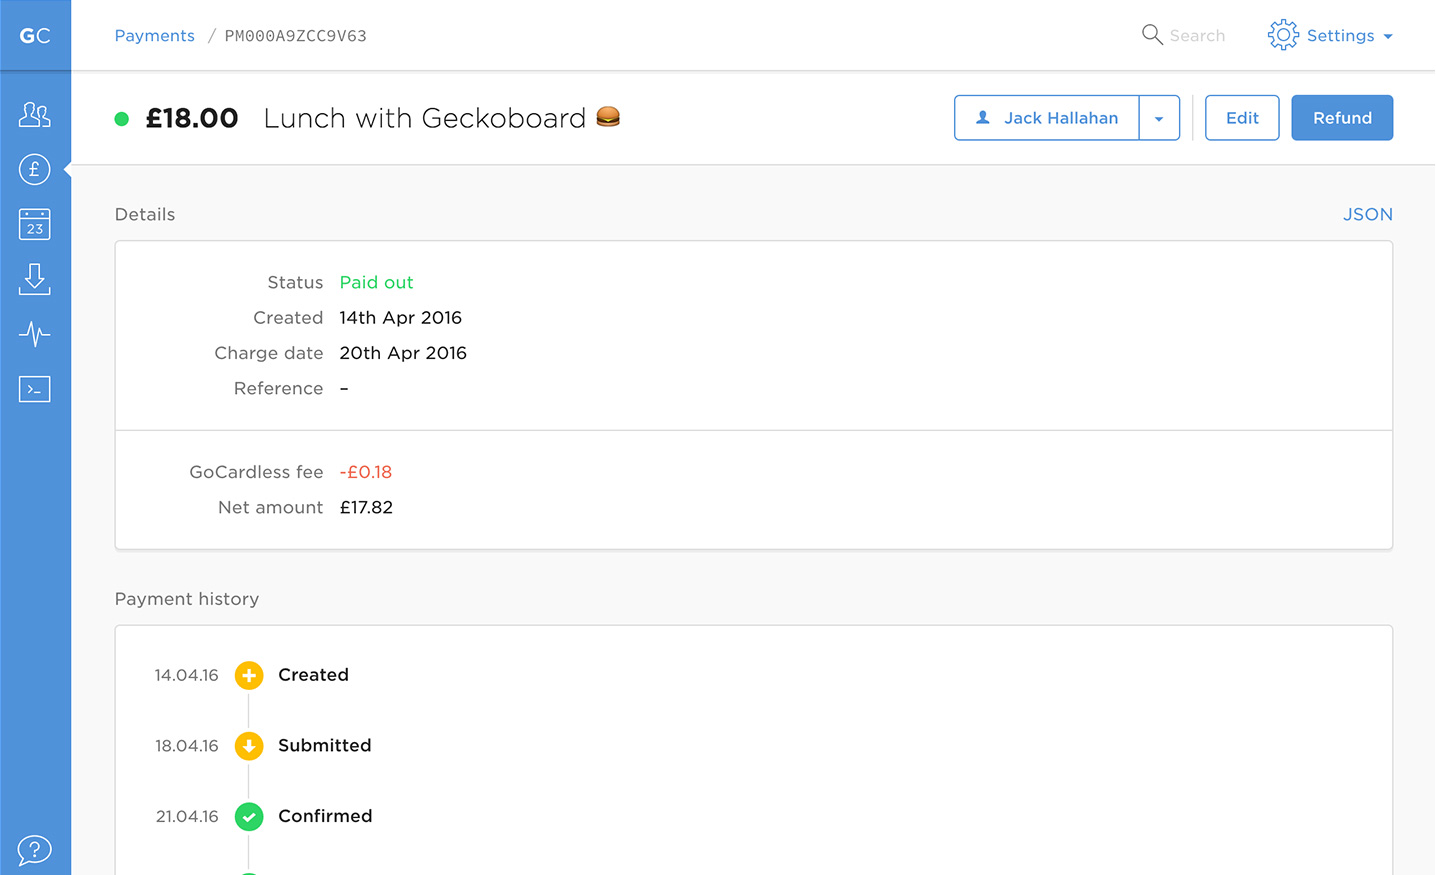 GC
Payments / PM000A9ZCC9V63
Search
Settings
£18.00 Lunch with Geckoboard 🍔
Jack Hallahan
Edit
Refund
£
23
>_
?
Details
JSON
Status Paid out
Created 14th Apr 2016
Charge date 20th Apr 2016
Reference –
GoCardless fee -£0.18
Net amount £17.82
Payment history
14.04.16 Created
18.04.16 Submitted
21.04.16 Confirmed